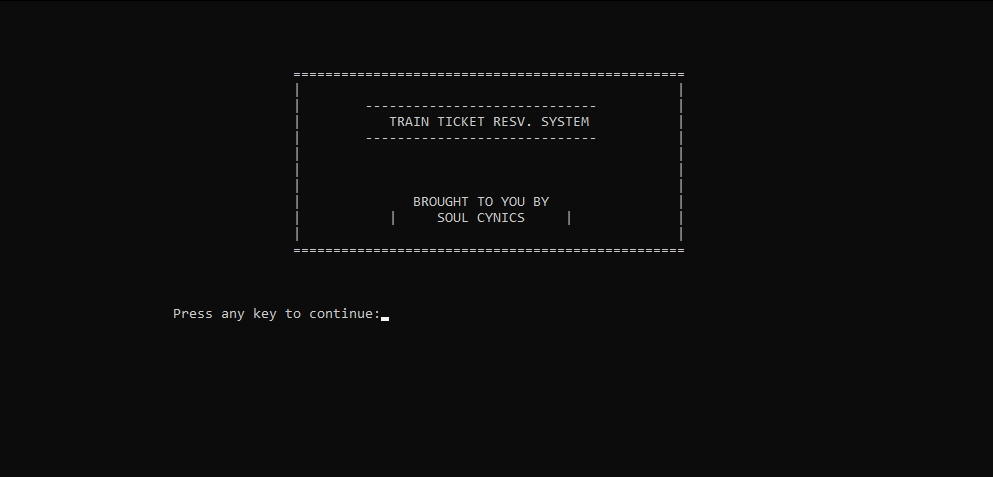 TRAIN TICKET RESV. SYSTEM
BROUGHT TO YOU BY
SOUL CYNICS
Press any key to continue: